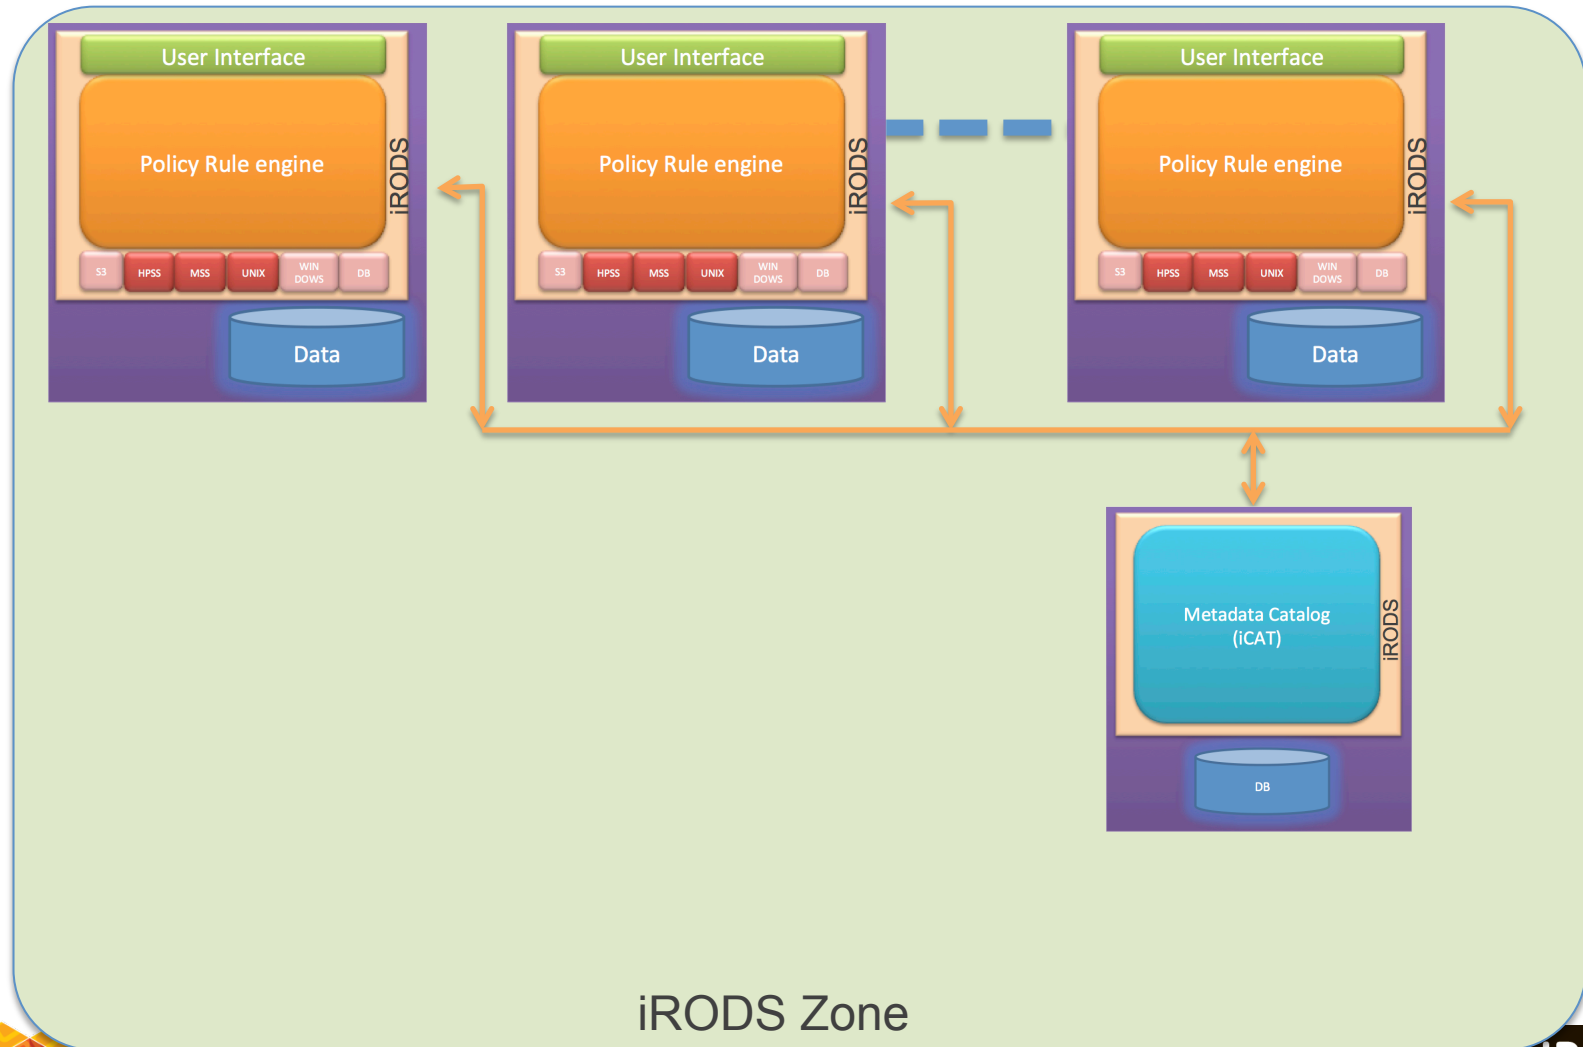 User Interface
Policy Rule engine
iRODS
S3 HPSS MSS UNIX WIN DOWS DB
Data
User Interface
Policy Rule engine
iRODS
S3 HPSS MSS UNIX WIN DOWS DB
Data
User Interface
Policy Rule engine
iRODS
S3 HPSS MSS UNIX WIN DOWS DB
Data
Metadata Catalog
(iCAT)
iRODS
DB
iRODS Zone